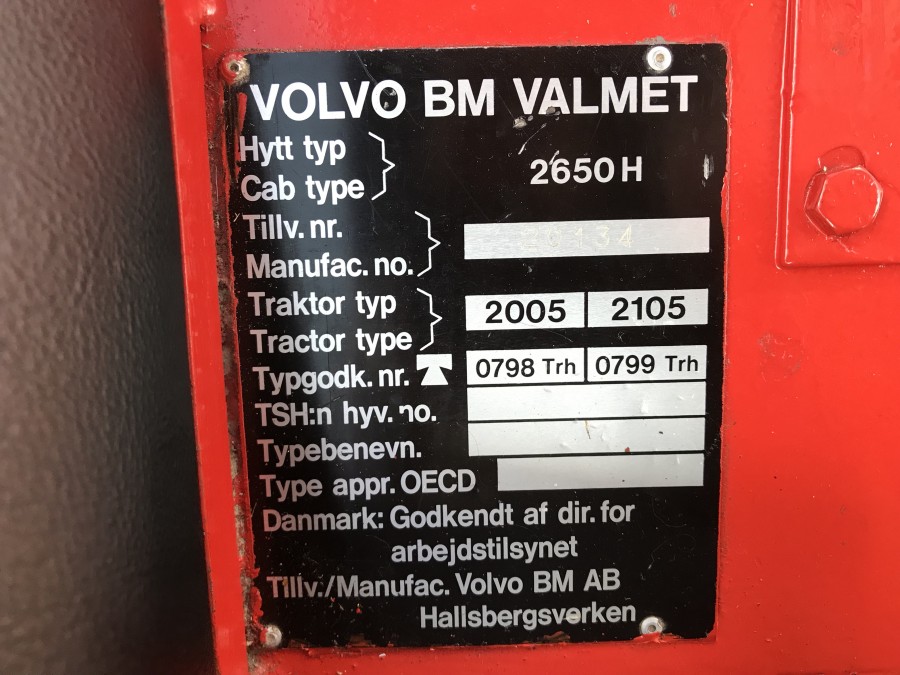 VOLVO BM VALMET
Hytt typ
Cab type
2650 H
Tillv. nr.
Manufac. no.
20134
Traktor typ
Tractor type
2005 2105
Typgodk. nr. 0798 Trh 0799 Trh
TSH:n hyv. no.
Typebenevn.
Type appr. OECD
Danmark: Godkendt af dir. for
arbejdstilsynet
Tillv./Manufac. Volvo BM AB
Hallsbergsverken